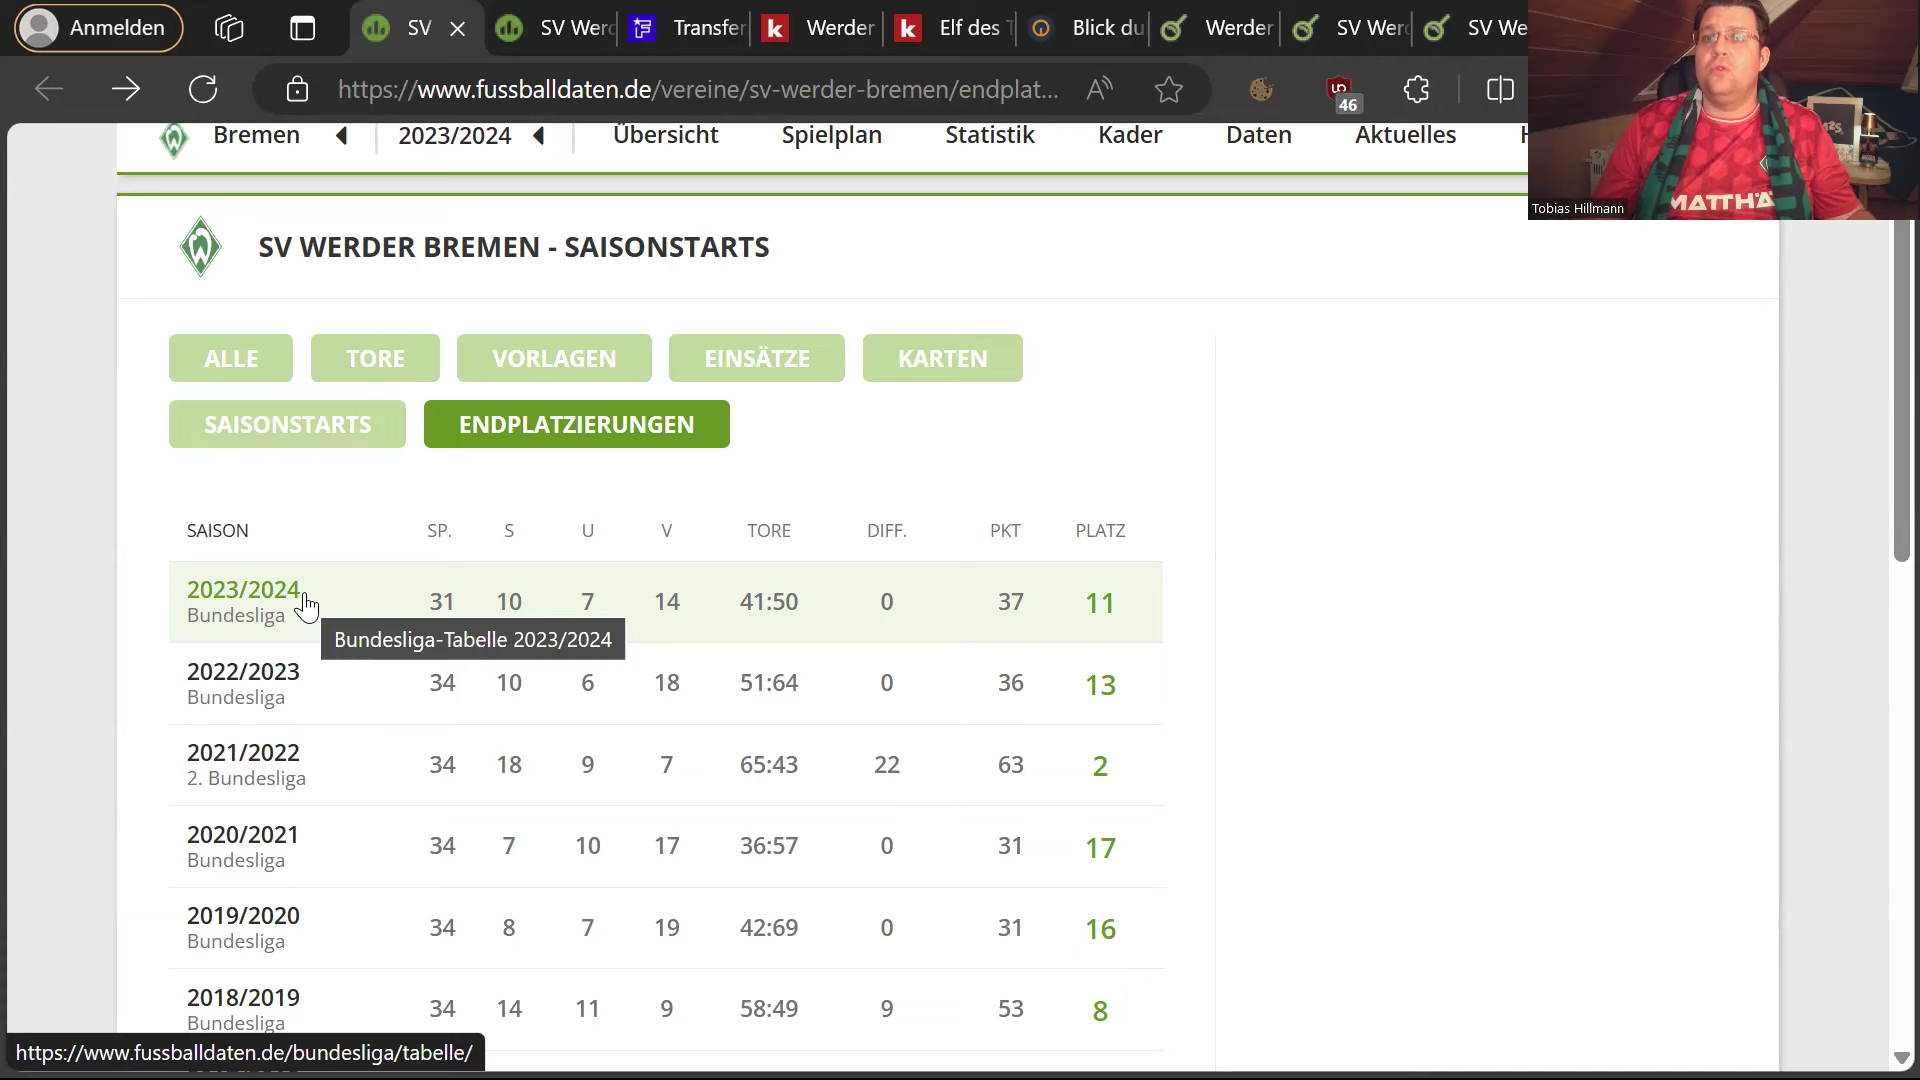 Anmelden
SV
SV Werd
Transfer
Werder
Elf des T
Blick du
Werder
SV Werd
SV We
https://www.fussballdaten.de/vereine/sv-werder-bremen/endplat...
46
Bremen
2023/2024
Übersicht
Spielplan
Statistik
Kader
Daten
Aktuelles
MATTHÄ
Tobias Hillmann
SV WERDER BREMEN - SAISONSTARTS
ALLE
TORE
VORLAGEN
EINSÄTZE
KARTEN
SAISONSTARTS
ENDPLATZIERUNGEN
SAISON SP. S U V TORE DIFF. PKT PLATZ
2023/2024
Bundesliga
31 10 7 14 41:50 0 37 11
Bundesliga-Tabelle 2023/2024
2022/2023
Bundesliga
34 10 6 18 51:64 0 36 13
2021/2022
2. Bundesliga
34 18 9 7 65:43 22 63 2
2020/2021
Bundesliga
34 7 10 17 36:57 0 31 17
2019/2020
Bundesliga
34 8 7 19 42:69 0 31 16
2018/2019
Bundesliga
34 14 11 9 58:49 9 53 8
https://www.fussballdaten.de/bundesliga/tabelle/